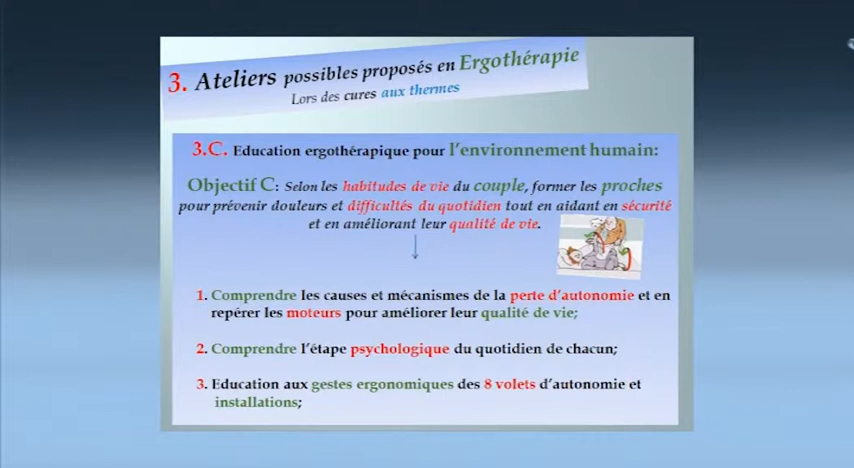 3. Ateliers possibles proposés en Ergothérapie
Lors des cures aux thermes
3.C. Education ergothérapique pour l'environnement humain:
Objectif C: Selon les habitudes de vie du couple, former les proches
pour prévenir douleurs et difficultés du quotidien tout en aidant en sécurité
et en améliorant leur qualité de vie.
1. Comprendre les causes et mécanismes de la perte d'autonomie et en
repérer les moteurs pour améliorer leur qualité de vie;
2. Comprendre l'étape psychologique du quotidien de chacun;
3. Education aux gestes ergonomiques des 8 volets d'autonomie et
installations;